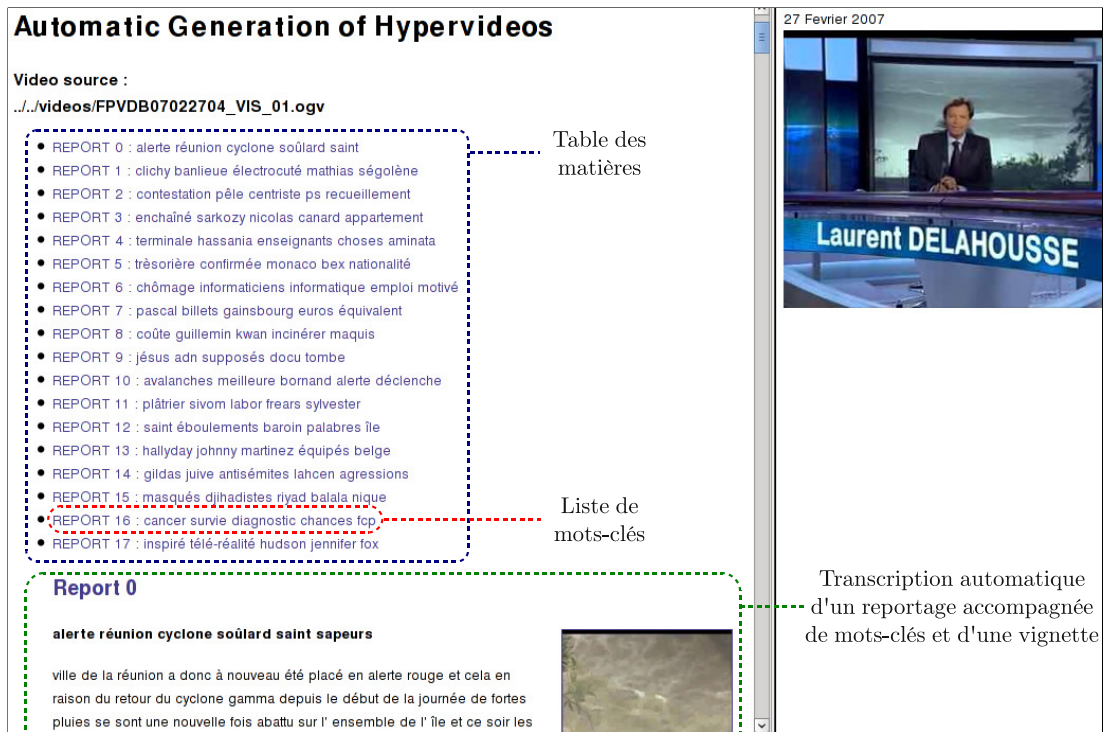 Automatic Generation of Hypervideos
Video source :
../../videos/FPVDB07022704_VIS_01.ogv
REPORT 0 : alerte réunion cyclone soûlard saint
REPORT 1 : clichy banlieue électrocuté mathias ségolène
REPORT 2 : contestation pêle centriste ps recueillement
REPORT 3 : enchaîné sarkozy nicolas canard appartement
REPORT 4 : terminale hassania enseignants choses aminata
REPORT 5 : trèsorière confirmée monaco bex nationalité
REPORT 6 : chômage informaticiens informatique emploi motivé
REPORT 7 : pascal billets gainsbourg euros équivalent
REPORT 8 : coûte guillemin kwan incinérer maquis
REPORT 9 : jésus adn supposés docu tombe
REPORT 10 : avalanches meilleure bornand alerte déclenche
REPORT 11 : plâtrier sivom labor frears sylvester
REPORT 12 : saint éboulements baroin palabres île
REPORT 13 : hallyday johnny martinez équipés belge
REPORT 14 : gildas juive antisémites lahcen agressions
REPORT 15 : masqués djihadistes riyad balala nique
REPORT 16 : cancer survie diagnostic chances fcp
REPORT 17 : inspiré télé-réalité hudson jennifer fox
Table des
matières
Liste de
mots-clés
Report 0
alerte réunion cyclone soûlard saint sapeurs
ville de la réunion a donc à nouveau été placé en alerte rouge et cela en
raison du retour du cyclone gamma depuis le début de la journée de fortes
pluies se sont une nouvelle fois abattu sur l' ensemble de l' île et ce soir les
27 Fevrier 2007
Laurent DELAHOUSSE
Transcription automatique
d'un reportage accompagnée
de mots-clés et d'une vignette